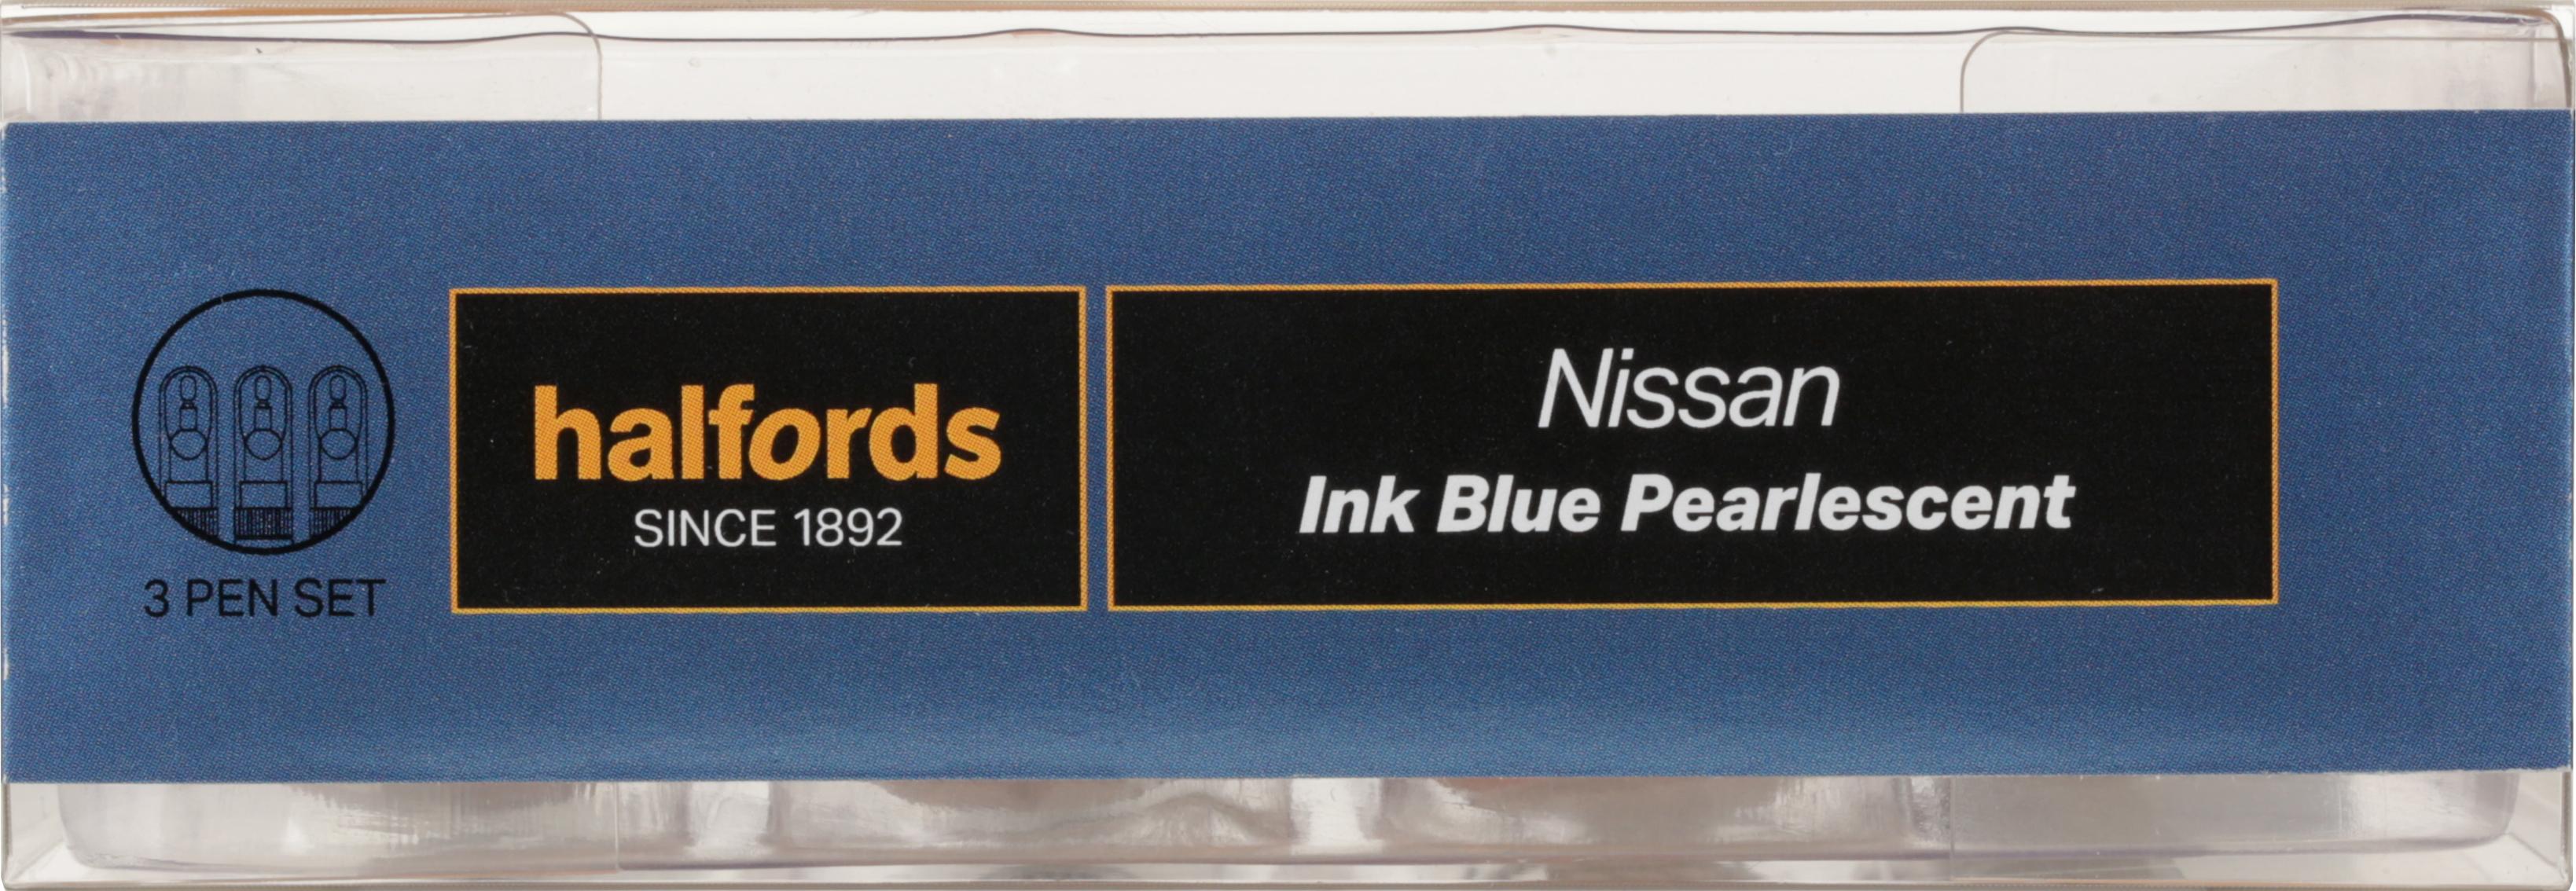 3 PEN SET
halfords
SINCE 1892
Nissan
Ink Blue Pearlescent